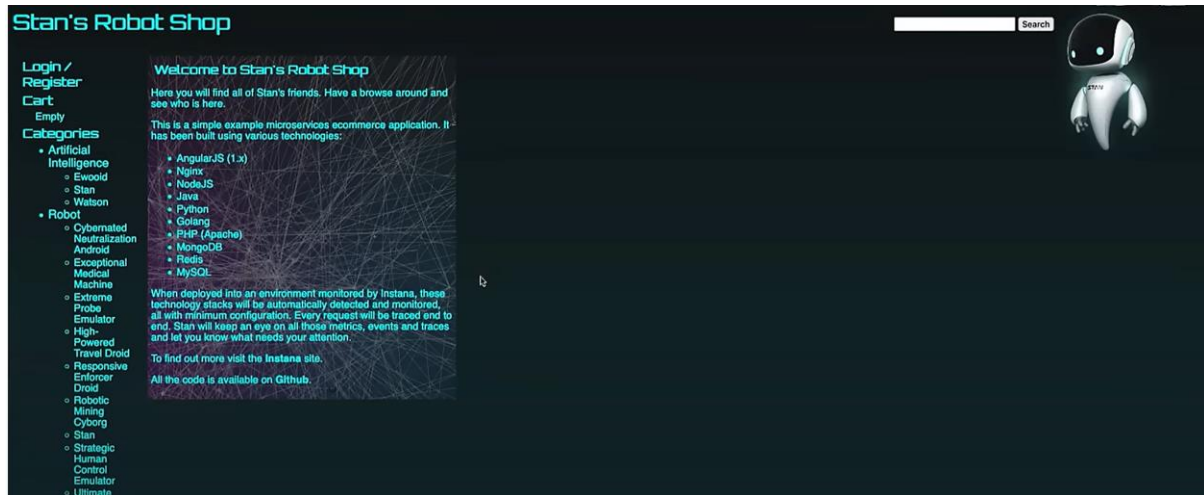 Stan's Robot Shop
Search
Login /
Register
Cart
Empty
Categories
Artificial
Intelligence
Ewooid
Stan
Watson
Robot
Cybernated
Neutralization
Android
Exceptional
Medical
Machine
Extreme
Probe
Emulator
High-
Powered
Travel Droid
Responsive
Enforcer
Droid
Robotic
Mining
Cyborg
Stan
Strategic
Human
Control
Emulator
Ultimate
Welcome to Stan's Robot Shop
Here you will find all of Stan's friends. Have a browse around and
see who is here.
This is a simple example microservices ecommerce application. It
has been built using various technologies:
AngularJS (1.x)
Nginx
NodeJS
Java
Python
Golang
PHP (Apache)
MongoDB
Redis
MySQL
When deployed into an environment monitored by Instana, these
technology stacks will be automatically detected and monitored,
all with minimum configuration. Every request will be traced end to
end. Stan will keep an eye on all those metrics, events and traces
and let you know what needs your attention.
To find out more visit the Instana site.
All the code is available on Github.